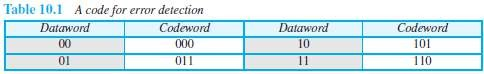 Table 10.1 A code for error detection
Dataword Codeword Dataword Codeword
00 000 10 101
01 011 11 110